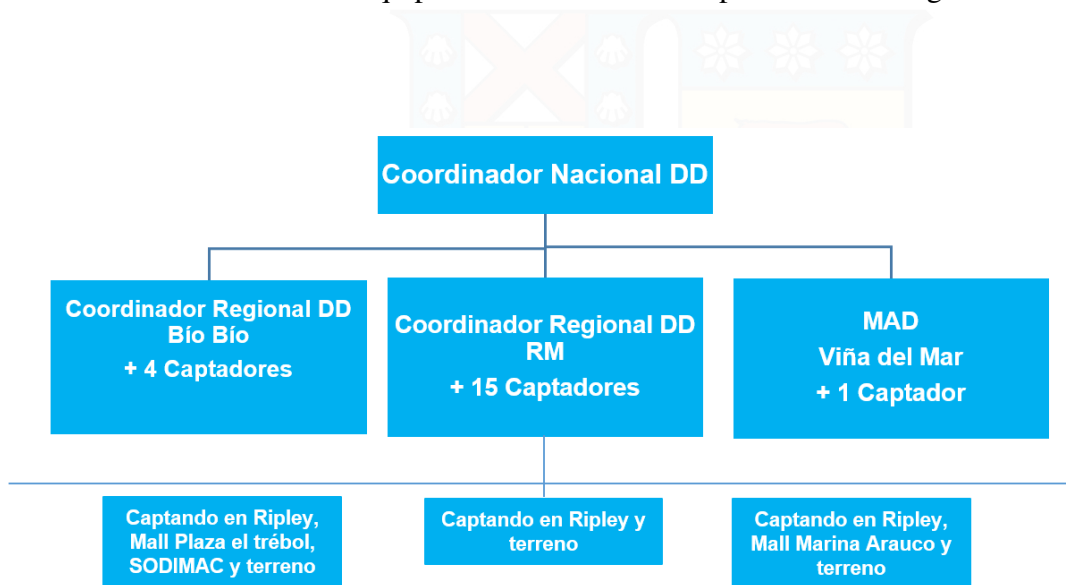 Coordinador Nacional DD
Coordinador Regional DD
Bío Bío
+ 4 Captadores
Coordinador Regional DD
RM
+ 15 Captadores
MAD
Viña del Mar
+ 1 Captador
Captando en Ripley,
Mall Plaza el trébol,
SODIMAC y terreno
Captando en Ripley y
terreno
Captando en Ripley,
Mall Marina Arauco y
terreno